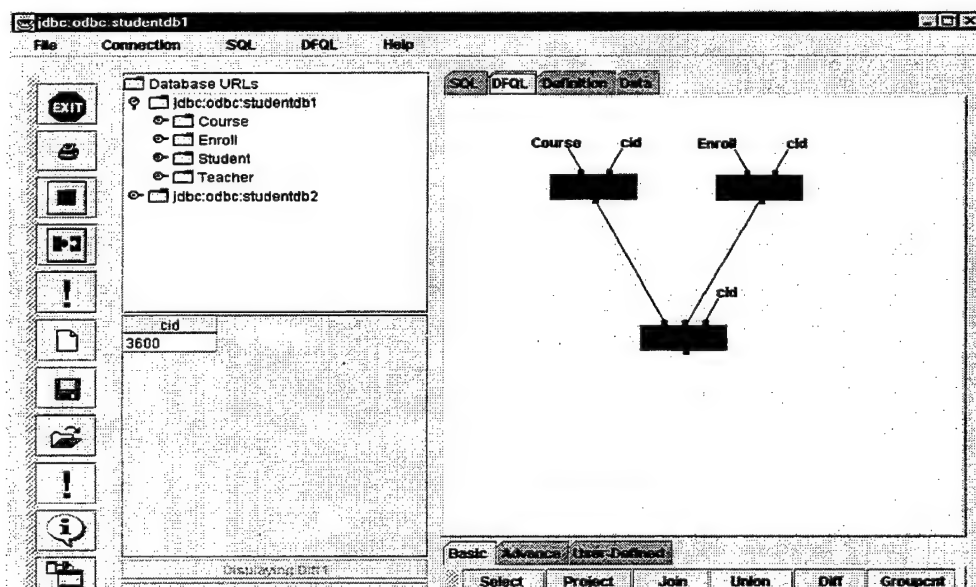 jdbc:odbc:studentdb1
File Connection SQL DFQL Help
EXIT
Database URLs
jdbc:odbc:studentdb1
Course
Enroll
Student
Teacher
jdbc:odbc:studentdb2
cid
3600
Displaying Diff1
SQL DFQL Definition Data
Course cid Enroll cid
cid
Basic Advance User-Defined
Select Project Join Union Diff Groupcnt